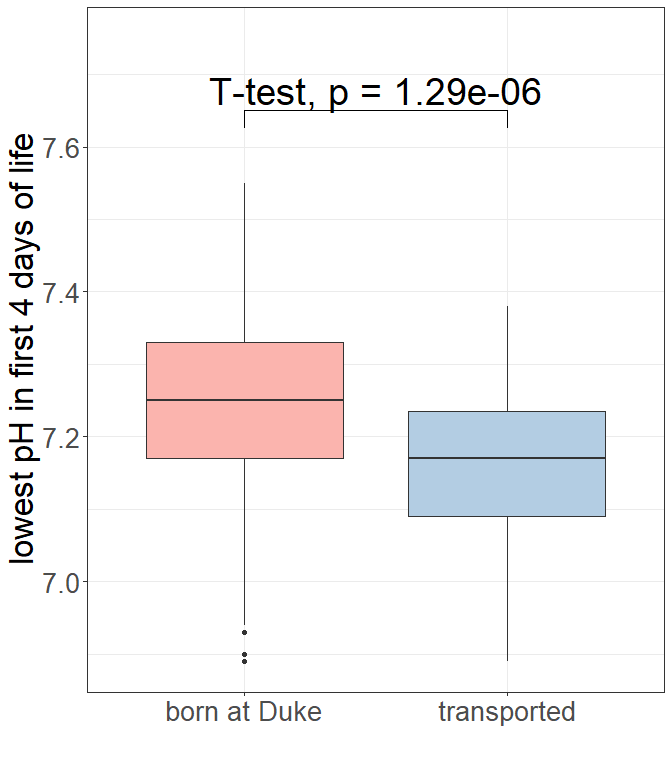 T-test, p = 1.29e-06
lowest pH in first 4 days of life
7.6
7.4
7.2
7.0
born at Duke
transported